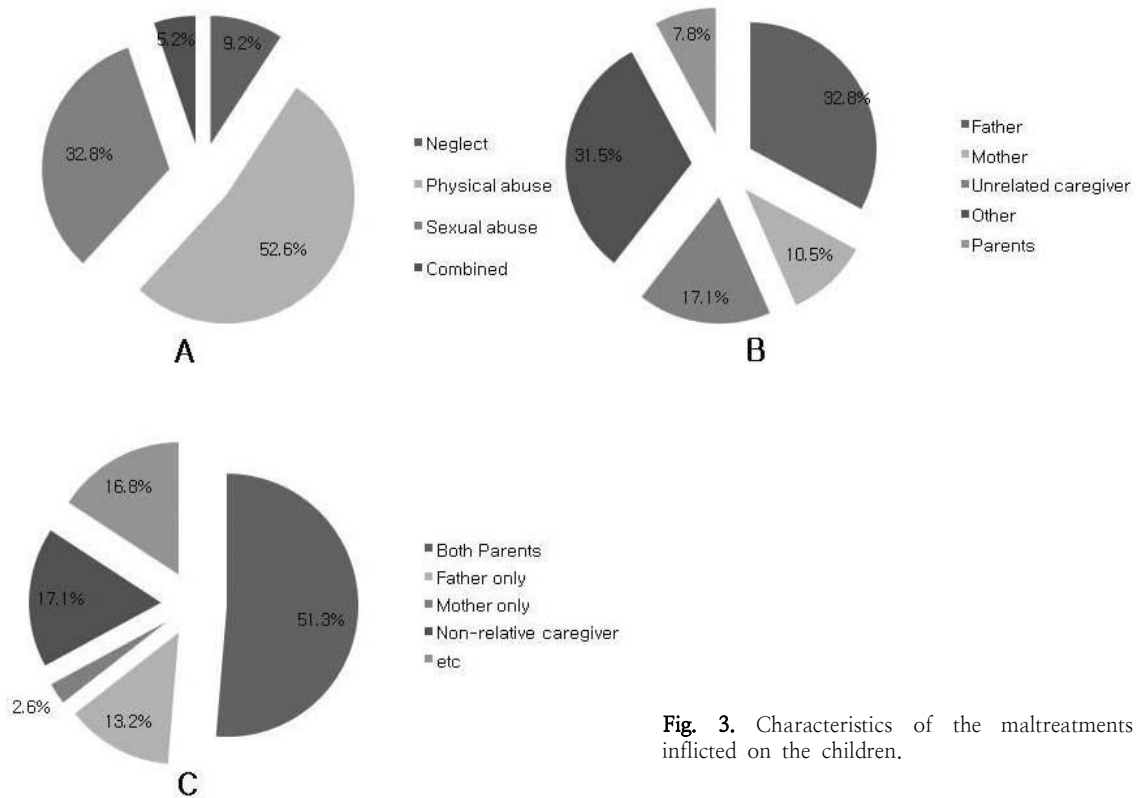 5.2%
9.2%
32.8%
52.6%
Neglect
Physical abuse
Sexual abuse
Combined
A
7.8%
32.8%
31.5%
10.5%
17.1%
Father
Mother
Unrelated caregiver
Other
Parents
B
16.8%
17.1%
51.3%
2.6%
13.2%
Both Parents
Father only
Mother only
Non-relative caregiver
etc
C
Fig. 3. Characteristics of the maltreatments
inflicted on the children.